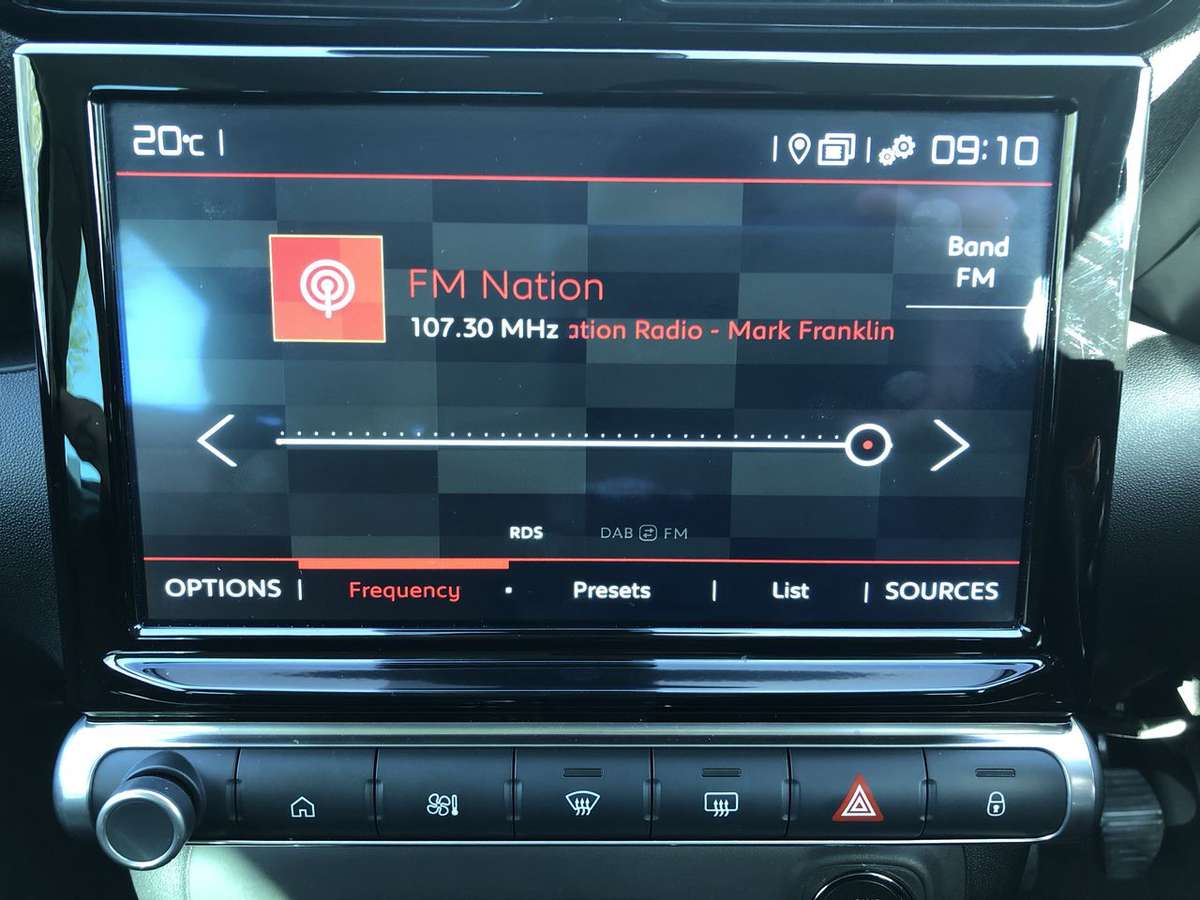 20°C
09:10
Band
FM
FM Nation
107.30 MHz ation Radio - Mark Franklin
RDS DAB FM
OPTIONS Frequency Presets List SOURCES